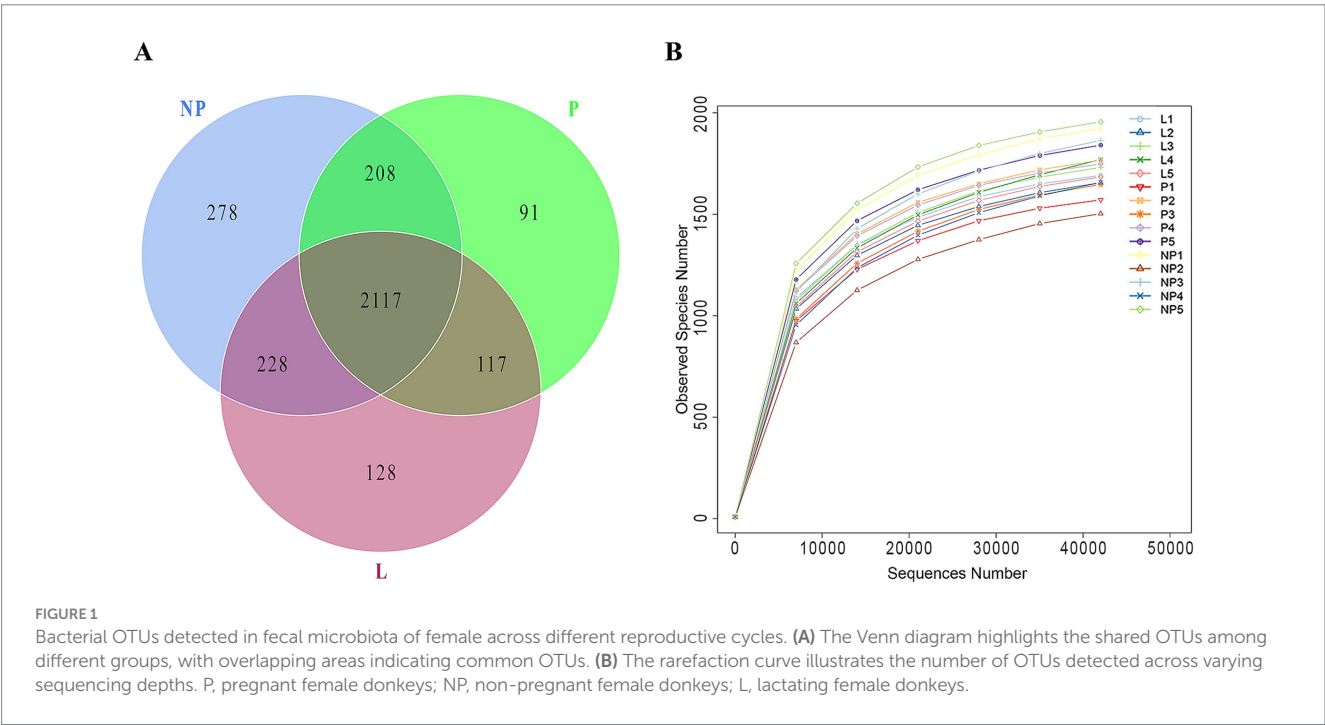 A
NP
P
208
278
91
2117
228
117
128
L
B
Observed Species Number
2000
1500
1000
500
0
0 10000 20000 30000 40000 50000
Sequences Number
L1
L2
L3
L4
L5
P1
P2
P3
P4
P5
NP1
NP2
NP3
NP4
NP5
FIGURE 1
Bacterial OTUs detected in fecal microbiota of female across different reproductive cycles. (A) The Venn diagram highlights the shared OTUs among
different groups, with overlapping areas indicating common OTUs. (B) The rarefaction curve illustrates the number of OTUs detected across varying
sequencing depths. P, pregnant female donkeys; NP, non-pregnant female donkeys; L, lactating female donkeys.